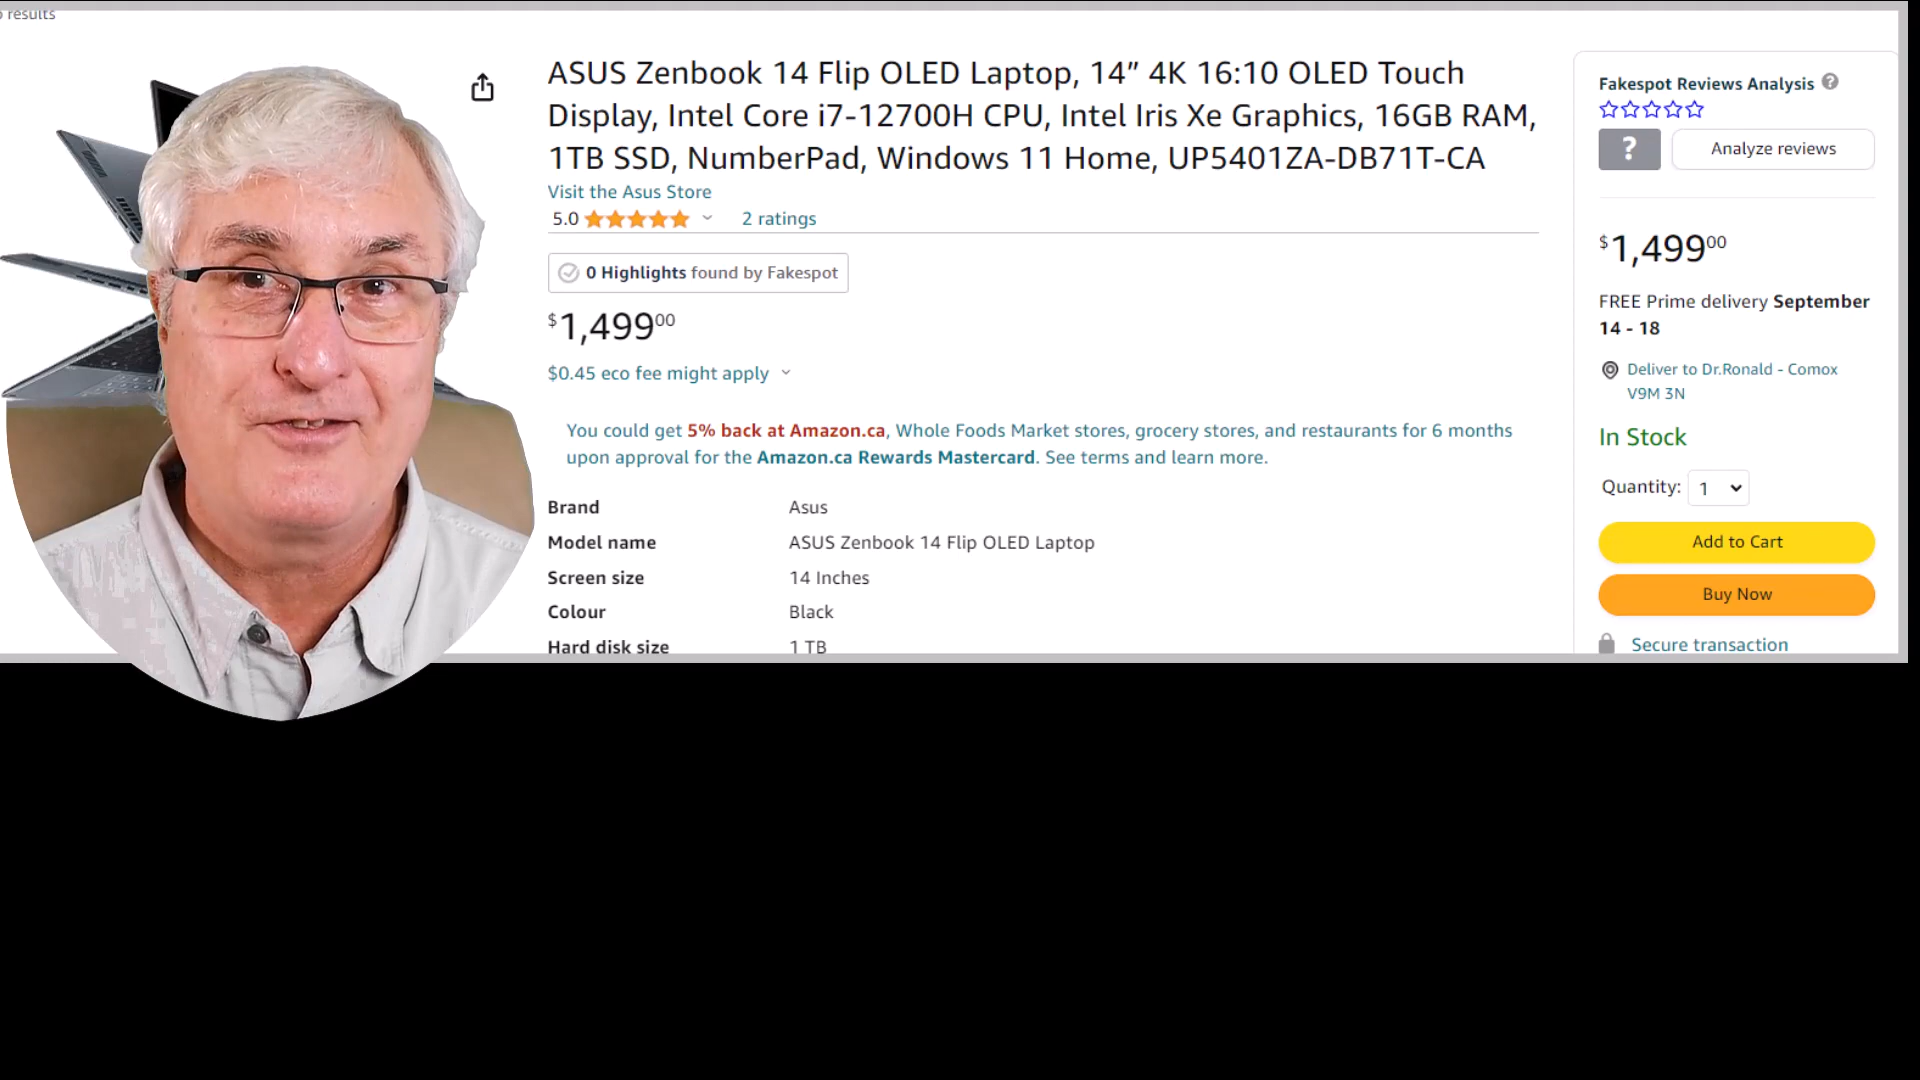 results
ASUS Zenbook 14 Flip OLED Laptop, 14” 4K 16:10 OLED Touch
Display, Intel Core i7-12700H CPU, Intel Iris Xe Graphics, 16GB RAM,
1TB SSD, NumberPad, Windows 11 Home, UP5401ZA-DB71T-CA
Visit the Asus Store
5.0 2 ratings
0 Highlights found by Fakespot
$1,49900
$0.45 eco fee might apply
You could get 5% back at Amazon.ca, Whole Foods Market stores, grocery stores, and restaurants for 6 months
upon approval for the Amazon.ca Rewards Mastercard. See terms and learn more.
Brand Asus
Model name ASUS Zenbook 14 Flip OLED Laptop
Screen size 14 Inches
Colour Black
Hard disk size 1 TB
Fakespot Reviews Analysis ?
? Analyze reviews
$1,49900
FREE Prime delivery September
14 - 18
Deliver to Dr.Ronald - Comox
V9M 3N
In Stock
Quantity: 1
Add to Cart
Buy Now
Secure transaction